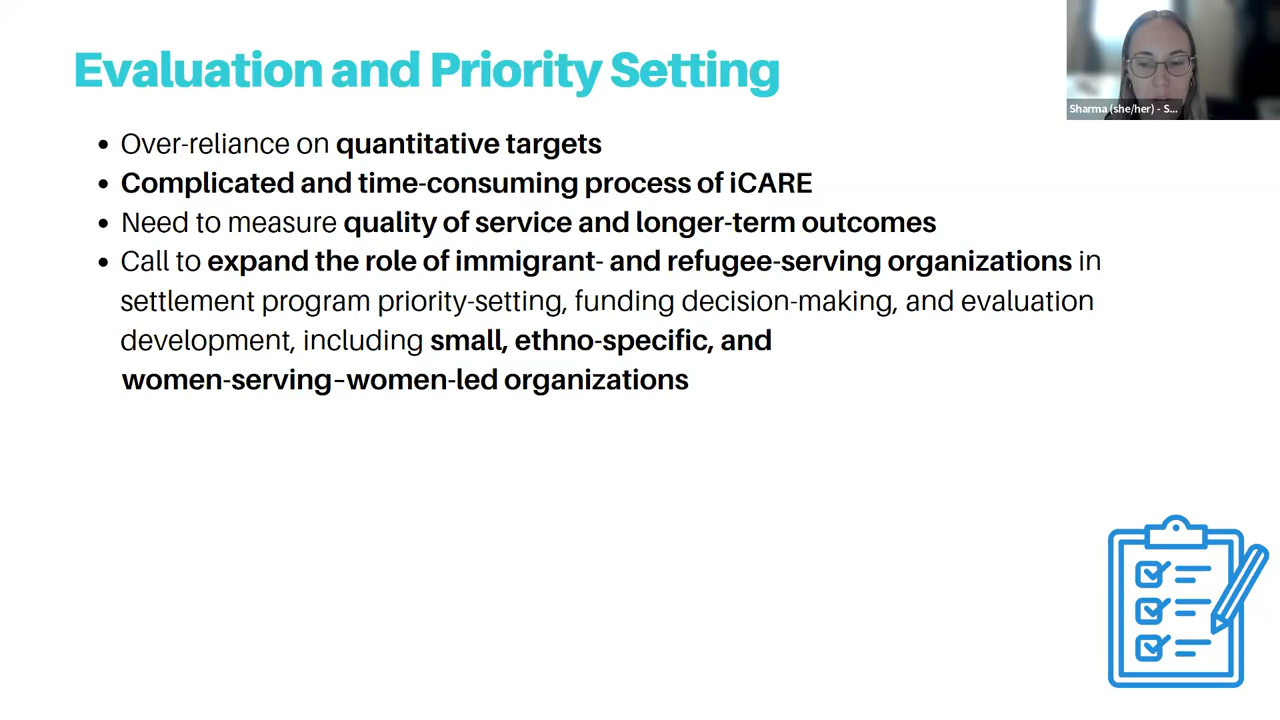 Evaluation and Priority Setting
Sharma (she/her) - S...
• Over-reliance on quantitative targets
• Complicated and time-consuming process of iCARE
• Need to measure quality of service and longer-term outcomes
• Call to expand the role of immigrant- and refugee-serving organizations in
settlement program priority-setting, funding decision-making, and evaluation
development, including small, ethno-specific, and
women-serving–women-led organizations